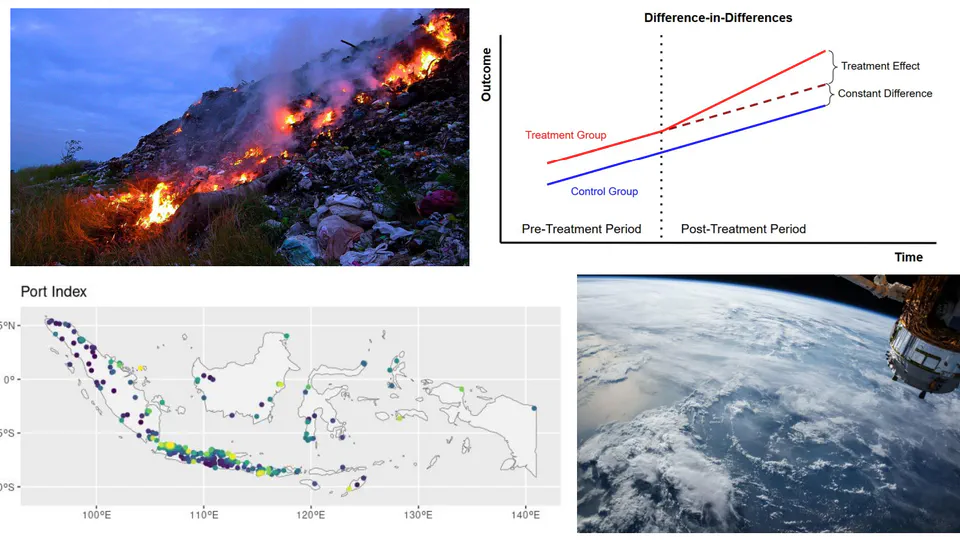 Difference-in-Differences
Outcome
Treatment Effect
Constant Difference
Treatment Group
Control Group
Pre-Treatment Period
Post-Treatment Period
Time
Port Index
5°N
0°
5°S
0°S
100°E
110°E
120°E
130°E
140°E